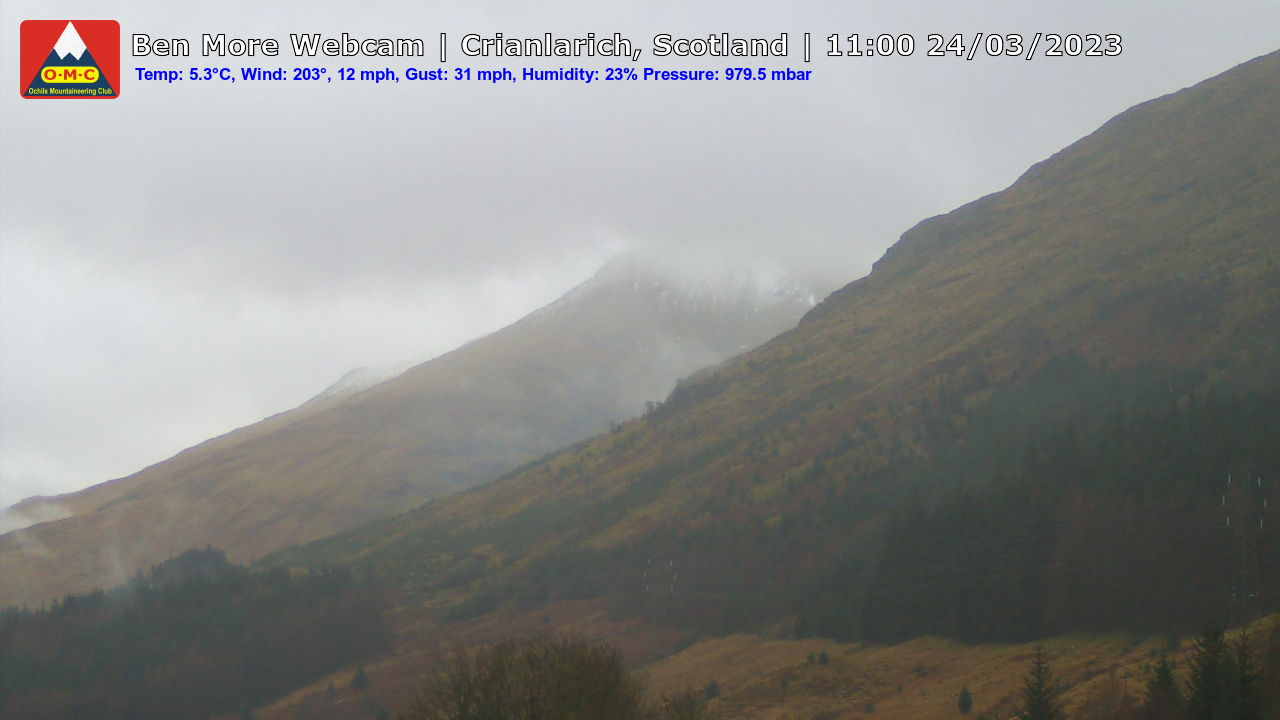 Ben More Webcam | Crianlarich, Scotland | 11:00 24/03/2023
Temp: 5.3°C, Wind: 203°, 12 mph, Gust: 31 mph, Humidity: 23% Pressure: 979.5 mbar
O·M·C
Ochils Mountaineering Club